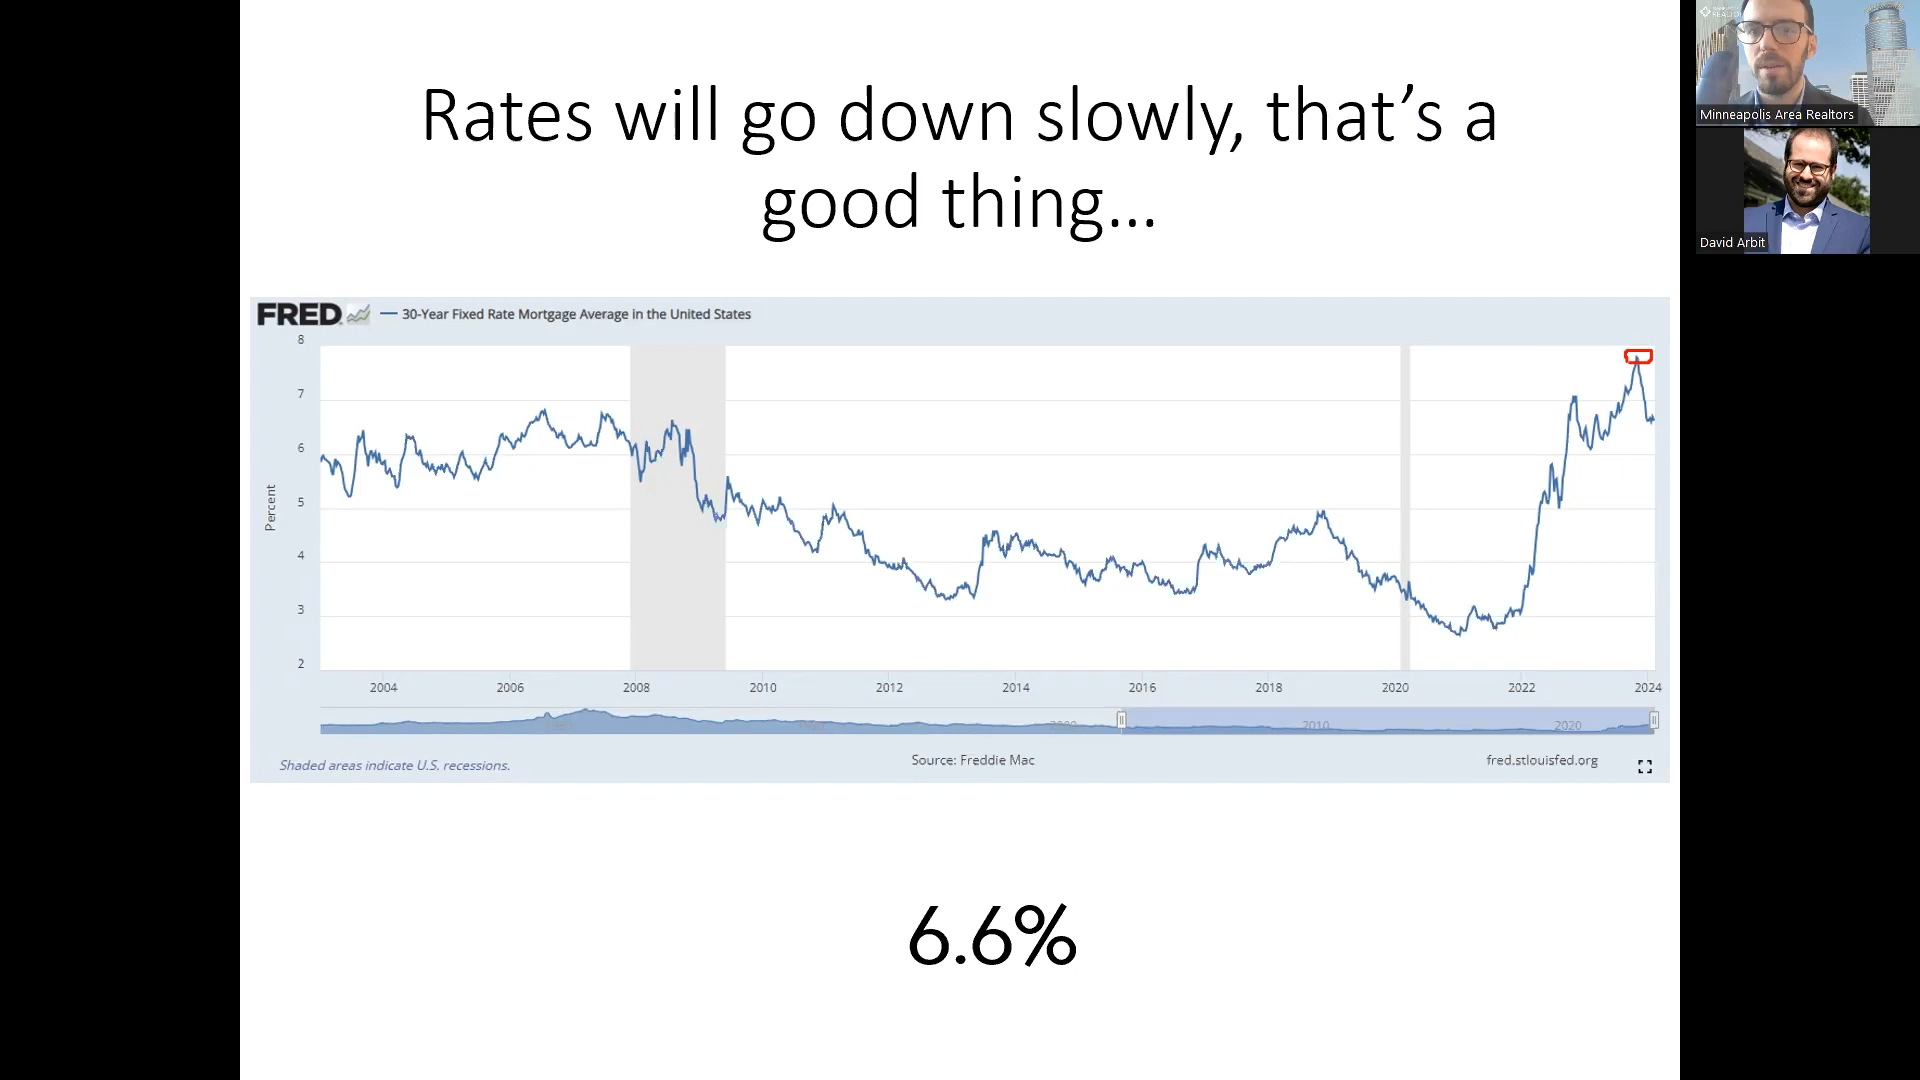 Rates will go down slowly, that's a
good thing...
FRED
30-Year Fixed Rate Mortgage Average in the United States
8
7
6
5
4
3
2
Percent
2004 2006 2008 2010 2012 2014 2016 2018 2020 2022 2024
2000 2010 2020
Shaded areas indicate U.S. recessions.
Source: Freddie Mac
fred.stlouisfed.org
6.6%
Minneapolis Area Realtors
David Arbit